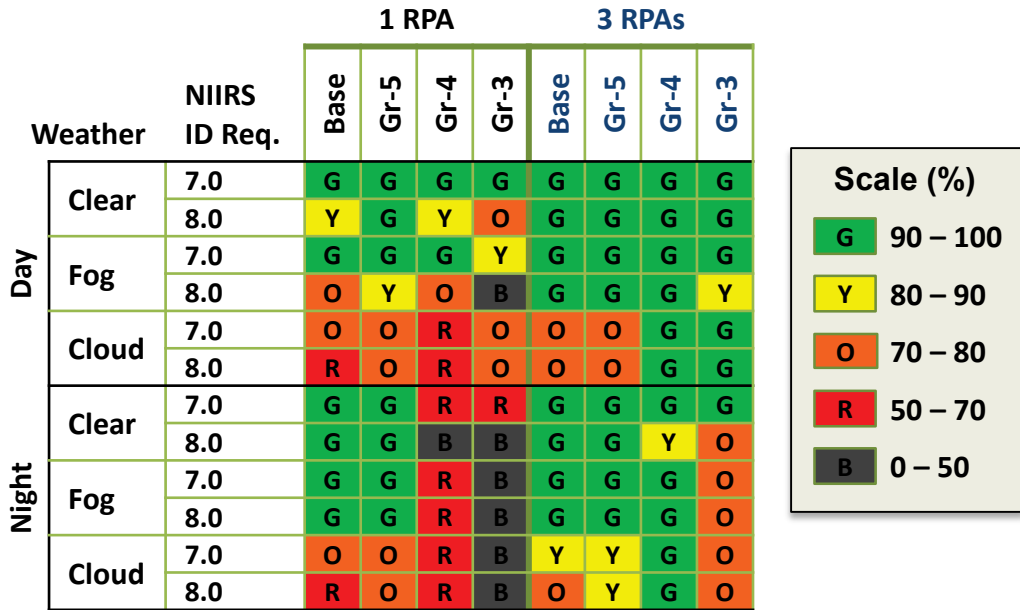 1 RPA 3 RPAs
Weather NIIRS ID Req. Base Gr-5 Gr-4 Gr-3 Base Gr-5 Gr-4 Gr-3
Day
Clear 7.0 G G G G G G G G
8.0 Y G Y O G G G G
Fog 7.0 G G G Y G G G G
8.0 O Y O B G G G Y
Cloud 7.0 O O R O O O G G
8.0 R O R O O O G G
Night
Clear 7.0 G G R R G G G G
8.0 G G B B G G Y O
Fog 7.0 G G R B G G G O
8.0 G G R B G G G O
Cloud 7.0 O O R B Y Y G O
8.0 R O R B O Y G O
Scale (%)
G 90 – 100
Y 80 – 90
O 70 – 80
R 50 – 70
B 0 – 50